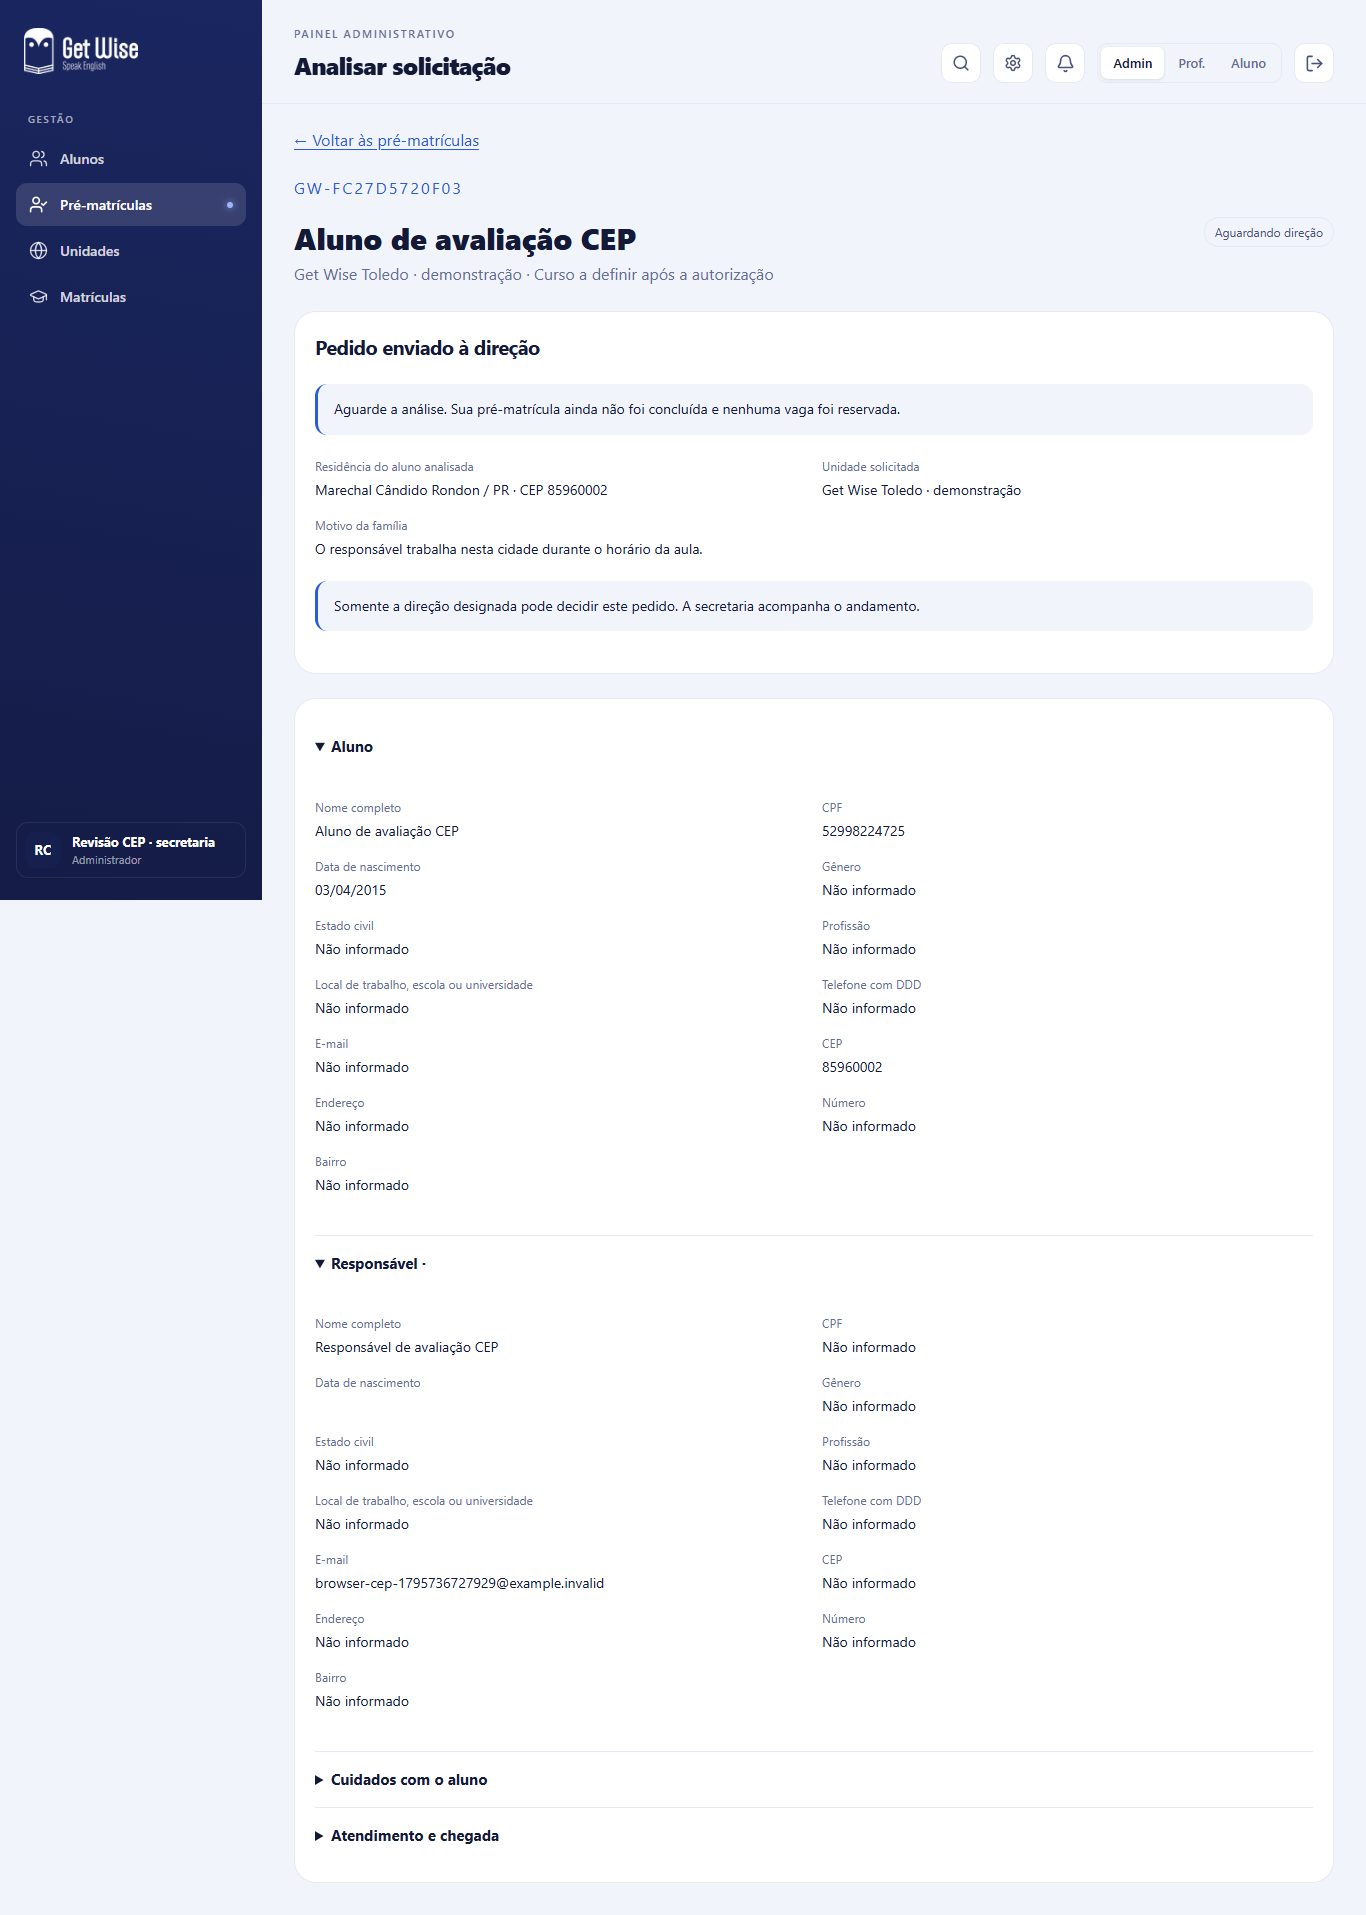 Get Wise
Speak English
GESTÃO
Alunos
Pré-matrículas
Unidades
Matrículas
RC
Revisão CEP · secretaria
Administrador
PAINEL ADMINISTRATIVO
Analisar solicitação
Admin
Prof.
Aluno
← Voltar às pré-matrículas
GW-FC27D5720F03
Aluno de avaliação CEP
Aguardando direção
Get Wise Toledo · demonstração · Curso a definir após a autorização
Pedido enviado à direção
Aguarde a análise. Sua pré-matrícula ainda não foi concluída e nenhuma vaga foi reservada.
Residência do aluno analisada
Marechal Cândido Rondon / PR · CEP 85960002
Unidade solicitada
Get Wise Toledo · demonstração
Motivo da família
O responsável trabalha nesta cidade durante o horário da aula.
Somente a direção designada pode decidir este pedido. A secretaria acompanha o andamento.
Aluno
Nome completo
Aluno de avaliação CEP
CPF
52998224725
Data de nascimento
03/04/2015
Gênero
Não informado
Estado civil
Não informado
Profissão
Não informado
Local de trabalho, escola ou universidade
Não informado
Telefone com DDD
Não informado
E-mail
Não informado
CEP
85960002
Endereço
Não informado
Número
Não informado
Bairro
Não informado
Responsável ·
Nome completo
Responsável de avaliação CEP
CPF
Não informado
Data de nascimento
Gênero
Não informado
Estado civil
Não informado
Profissão
Não informado
Local de trabalho, escola ou universidade
Não informado
Telefone com DDD
Não informado
E-mail
browser-cep-1795736727929@example.invalid
CEP
Não informado
Endereço
Não informado
Número
Não informado
Bairro
Não informado
Cuidados com o aluno
Atendimento e chegada